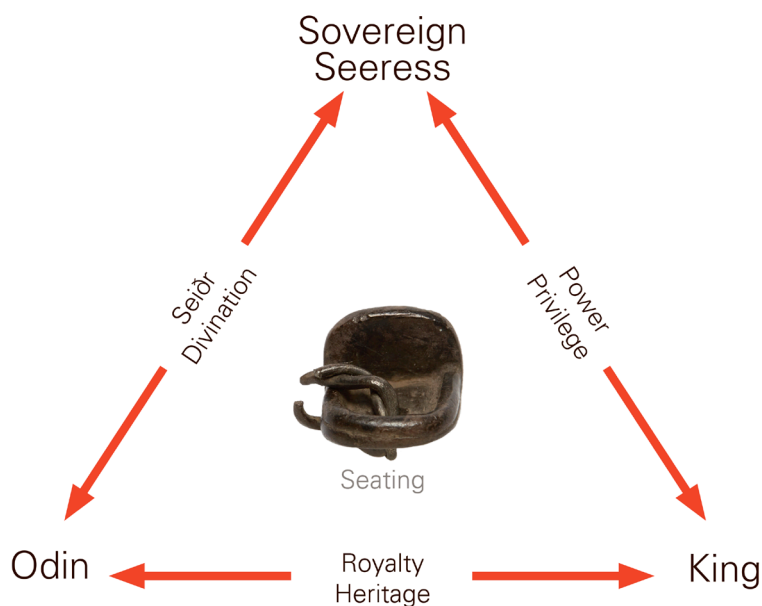 Sovereign
Seeress
Seiðr
Divination
Power
Privilege
Seating
Odin
Royalty
Heritage
King